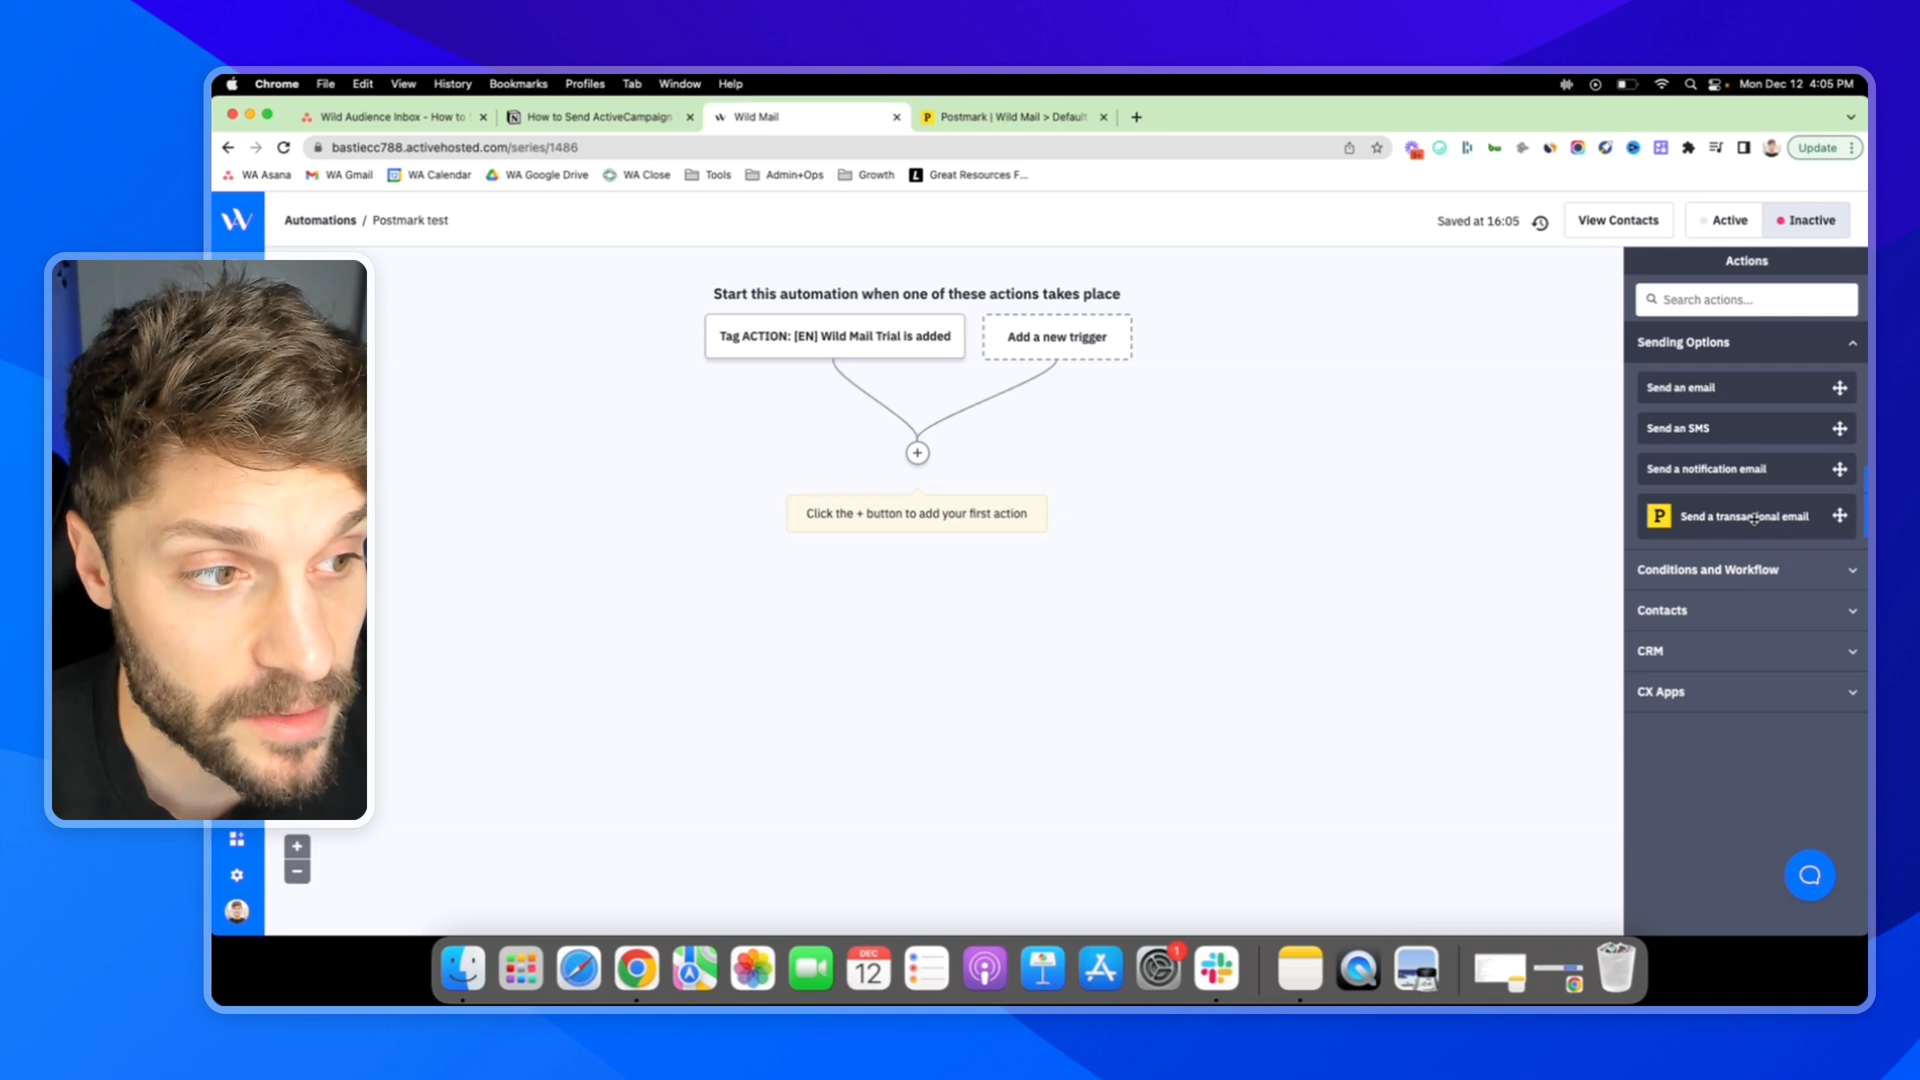 Chrome File Edit View History Bookmarks Profiles Tab Window Help Mon Dec 12 4:05 PM
Wild Audience Inbox - How to How to Send ActiveCampaign Wild Mail Postmark | Wild Mail > Default
bastiecc788.activehosted.com/series/1486 Update
WA Asana WA Gmail WA Calendar WA Google Drive WA Close Tools Admin+Ops Growth Great Resources F...
Automations / Postmark test Saved at 16:05 View Contacts Active Inactive
Actions
Start this automation when one of these actions takes place
Search actions...
Tag ACTION: [EN] Wild Mail Trial is added Add a new trigger
Sending Options
Send an email
Send an SMS
Send a notification email
Click the + button to add your first action
P Send a transactional email
Conditions and Workflow
Contacts
CRM
CX Apps
DEC
12
1